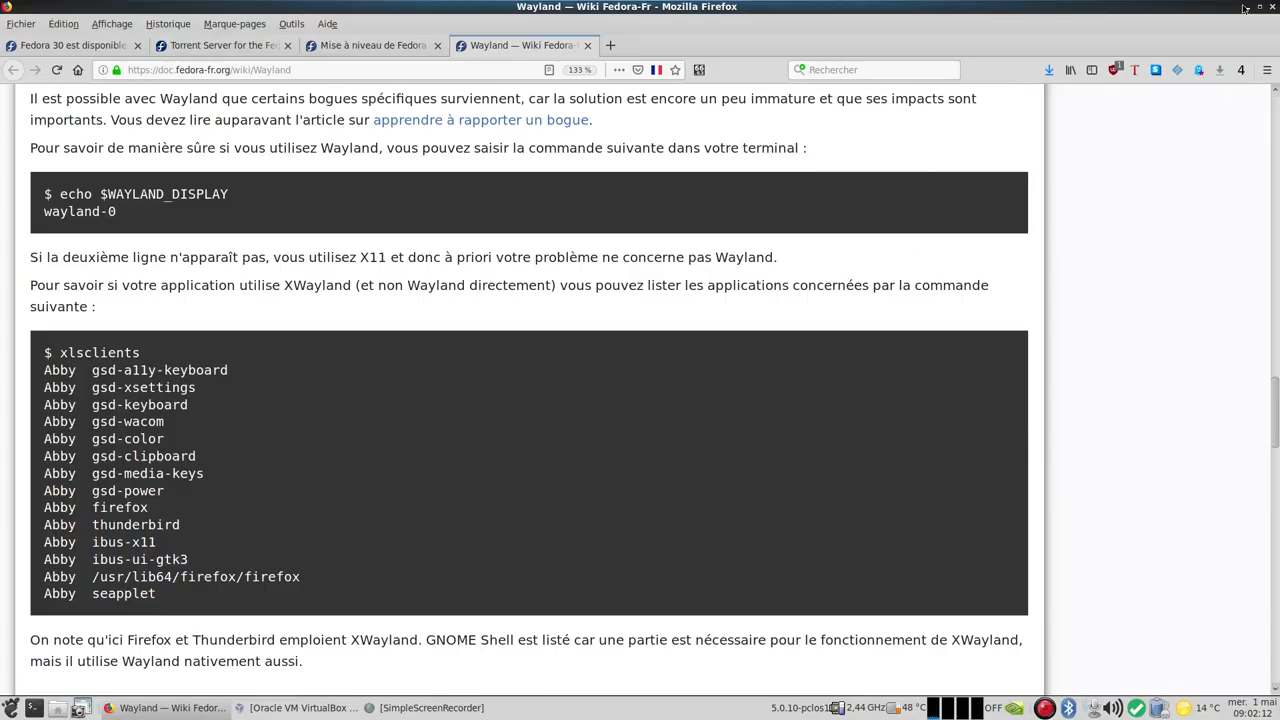 Wayland — Wiki Fedora-Fr - Mozilla Firefox
Fichier Édition Affichage Historique Marque-pages Outils Aide
Fedora 30 est disponible Torrent Server for the Fe Mise à niveau de Fedora Wayland — Wiki Fedora-
https://doc.fedora-fr.org/wiki/Wayland 133 % Rechercher 1 T S 4
Il est possible avec Wayland que certains bogues spécifiques surviennent, car la solution est encore un peu immature et que ses impacts sont
importants. Vous devez lire auparavant l'article sur apprendre à rapporter un bogue.
Pour savoir de manière sûre si vous utilisez Wayland, vous pouvez saisir la commande suivante dans votre terminal :
$ echo $WAYLAND_DISPLAY
wayland-0
Si la deuxième ligne n'apparaît pas, vous utilisez X11 et donc à priori votre problème ne concerne pas Wayland.
Pour savoir si votre application utilise XWayland (et non Wayland directement) vous pouvez lister les applications concernées par la commande
suivante :
$ xlsclients
Abby gsd-a11y-keyboard
Abby gsd-xsettings
Abby gsd-keyboard
Abby gsd-wacom
Abby gsd-color
Abby gsd-clipboard
Abby gsd-media-keys
Abby gsd-power
Abby firefox
Abby thunderbird
Abby ibus-x11
Abby ibus-ui-gtk3
Abby /usr/lib64/firefox/firefox
Abby seapplet
On note qu'ici Firefox et Thunderbird emploient XWayland. GNOME Shell est listé car une partie est nécessaire pour le fonctionnement de XWayland,
mais il utilise Wayland nativement aussi.
Wayland — Wiki Fedor... [Oracle VM VirtualBox ... [SimpleScreenRecorder] 5.0.10-pclos1 2,44 GHz 48 °C OFF 14 °C mer. 1 mai
09:02:12